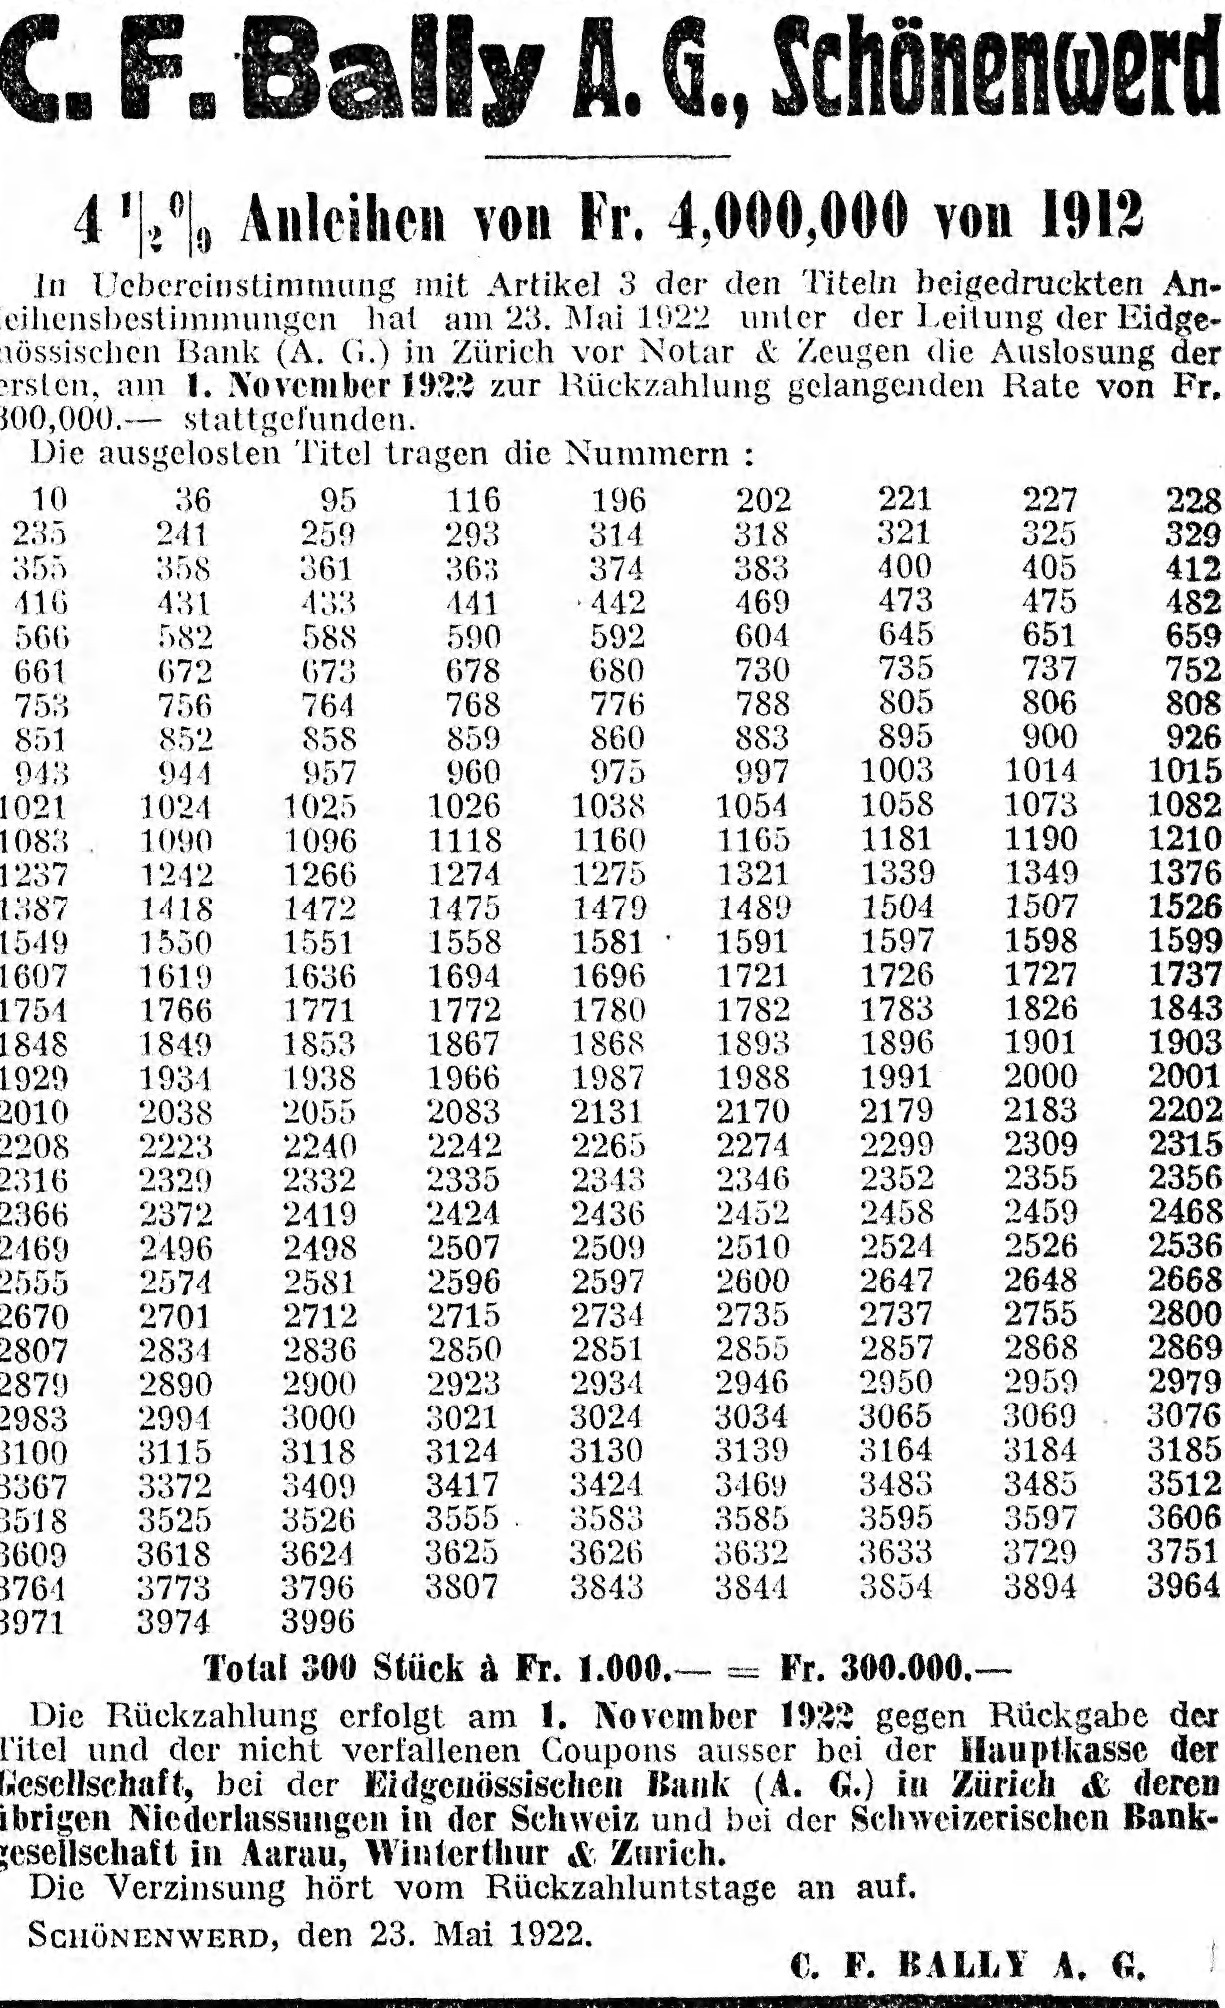 C. F. Bally A. G., Schönenwerd
4 1/2 % Anleihen von Fr. 4,000,000 von 1912
In Uebereinstimmung mit Artikel 3 der den Titeln beigedruckten An-
leihensbestimmungen hat am 23. Mai 1922 unter der Leitung der Eidge-
nössischen Bank (A. G.) in Zürich vor Notar & Zeugen die Auslosung der
ersten, am 1. November 1922 zur Rückzahlung gelangenden Rate von Fr.
300,000.— stattgefunden.
Die ausgelosten Titel tragen die Nummern :
10 36 95 116 196 202 221 227 228
235 241 259 293 314 318 321 325 329
355 358 361 363 374 383 400 405 412
416 431 433 441 442 469 473 475 482
566 582 588 590 592 604 645 651 659
661 672 673 678 680 730 735 737 752
753 756 764 768 776 788 805 806 808
851 852 858 859 860 883 895 900 926
943 944 957 960 975 997 1003 1014 1015
1021 1024 1025 1026 1038 1054 1058 1073 1082
1083 1090 1096 1118 1160 1165 1181 1190 1210
1237 1242 1266 1274 1275 1321 1339 1349 1376
1387 1418 1472 1475 1479 1489 1504 1507 1526
1549 1550 1551 1558 1581 1591 1597 1598 1599
1607 1619 1636 1694 1696 1721 1726 1727 1737
1754 1766 1771 1772 1780 1782 1783 1826 1843
1848 1849 1853 1867 1868 1893 1896 1901 1903
1929 1934 1938 1966 1987 1988 1991 2000 2001
2010 2038 2055 2083 2131 2170 2179 2183 2202
2208 2223 2240 2242 2265 2274 2299 2309 2315
2316 2329 2332 2335 2343 2346 2352 2355 2356
2366 2372 2419 2424 2436 2452 2458 2459 2468
2469 2496 2498 2507 2509 2510 2524 2526 2536
2555 2574 2581 2596 2597 2600 2647 2648 2668
2670 2701 2712 2715 2734 2735 2737 2755 2800
2807 2834 2836 2850 2851 2855 2857 2868 2869
2879 2890 2900 2923 2934 2946 2950 2959 2979
2983 2994 3000 3021 3024 3034 3065 3069 3076
3100 3115 3118 3124 3130 3139 3164 3184 3185
3367 3372 3409 3417 3424 3469 3483 3485 3512
3518 3525 3526 3555 3583 3585 3595 3597 3606
3609 3618 3624 3625 3626 3632 3633 3729 3751
3764 3773 3796 3807 3843 3844 3854 3894 3964
3971 3974 3996
Total 300 Stück à Fr. 1.000.— = Fr. 300.000.—
Die Rückzahlung erfolgt am 1. November 1922 gegen Rückgabe der
Titel und der nicht verfallenen Coupons ausser bei der Hauptkasse der
Gesellschaft, bei der Eidgenössischen Bank (A. G.) in Zürich & deren
übrigen Niederlassungen in der Schweiz und bei der Schweizerischen Bank-
gesellschaft in Aarau, Winterthur & Zürich.
Die Verzinsung hört vom Rückzahluntstage an auf.
SCHÖNENWERD, den 23. Mai 1922.
C. F. BALLY A. G.